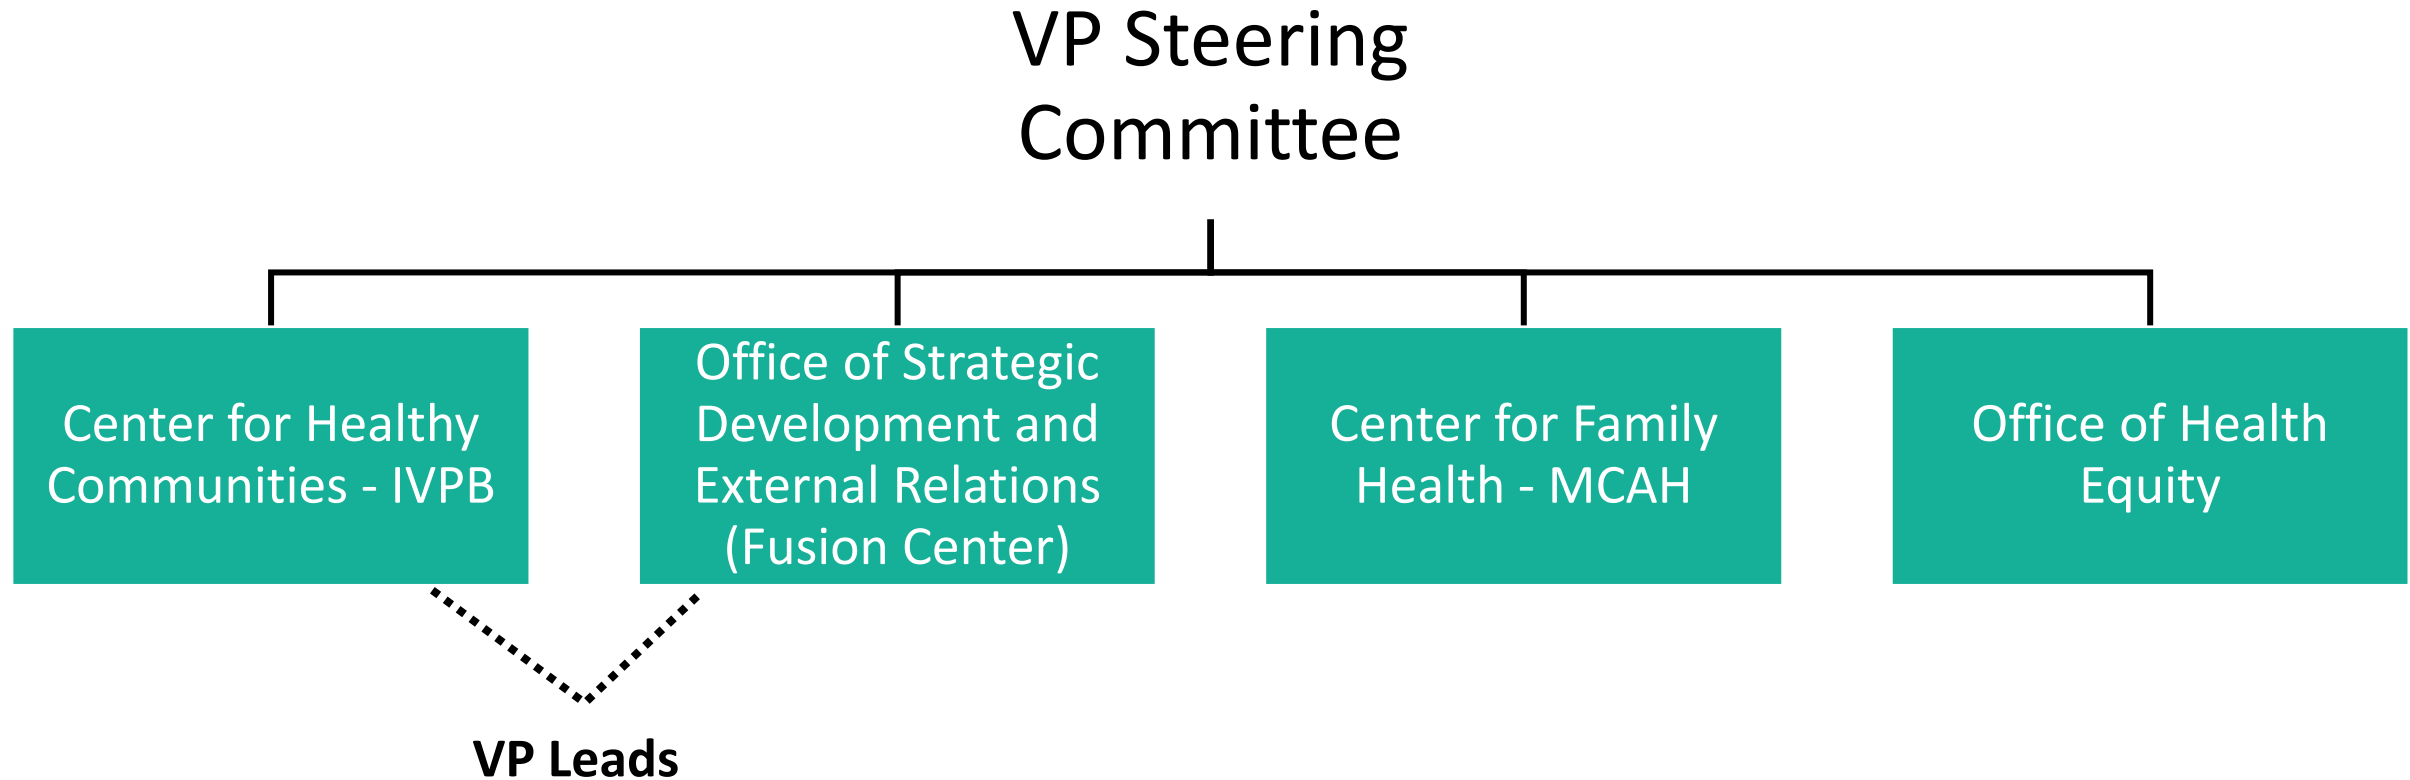 VP Steering
Committee
Center for Healthy
Communities - IVPB
Office of Strategic
Development and
External Relations
(Fusion Center)
Center for Family
Health - MCAH
Office of Health
Equity
VP Leads